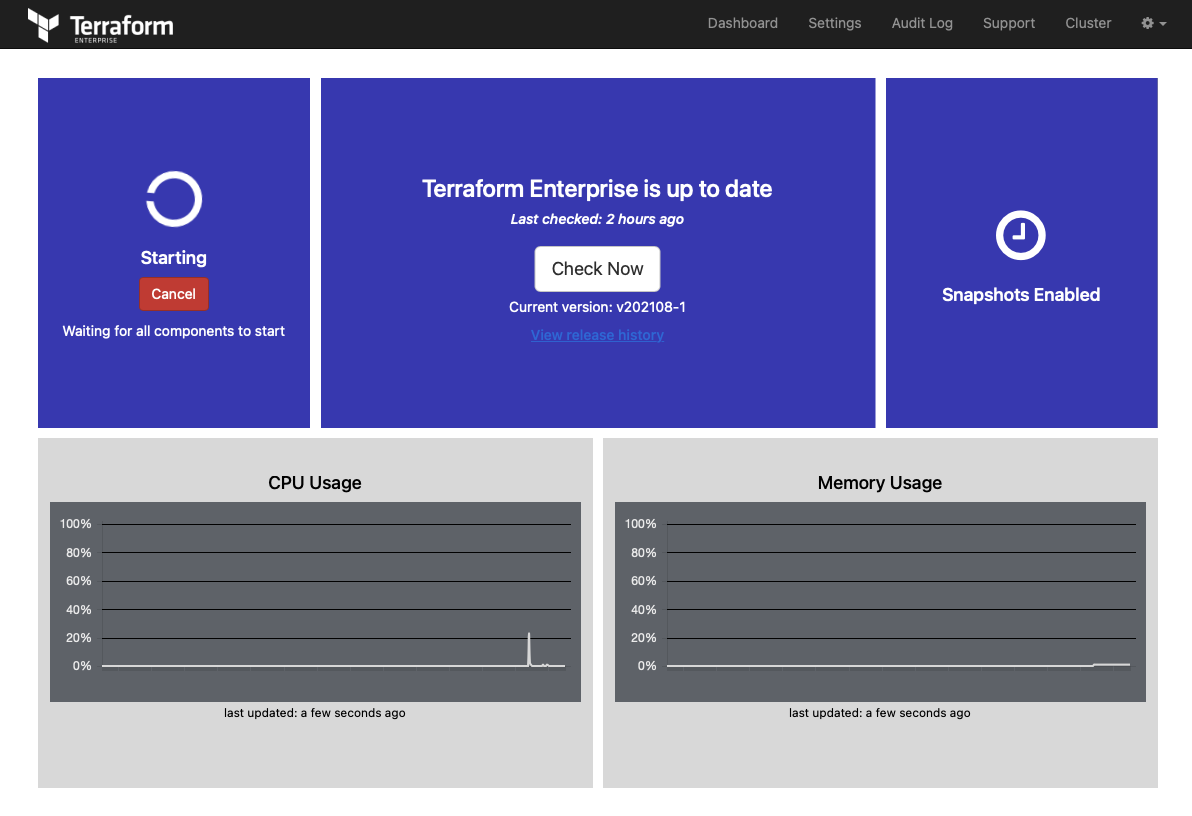 Terraform
ENTERPRISE
Dashboard Settings Audit Log Support Cluster
Starting
Cancel
Waiting for all components to start
Terraform Enterprise is up to date
Last checked: 2 hours ago
Check Now
Current version: v202108-1
View release history
Snapshots Enabled
CPU Usage
100%
80%
60%
40%
20%
0%
last updated: a few seconds ago
Memory Usage
100%
80%
60%
40%
20%
0%
last updated: a few seconds ago